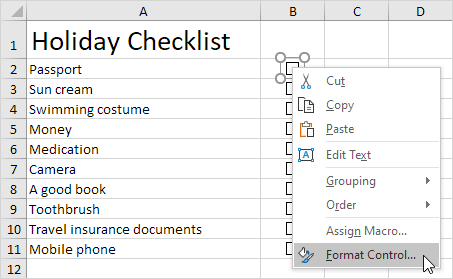 A B C D
1 Holiday Checklist
2 Passport
3 Sun cream
4 Swimming costume
5 Money
6 Medication
7 Camera
8 A good book
9 Toothbrush
10 Travel insurance documents
11 Mobile phone
12
Cut
Copy
Paste
A Edit Text
Grouping
Order
Assign Macro...
Format Control...